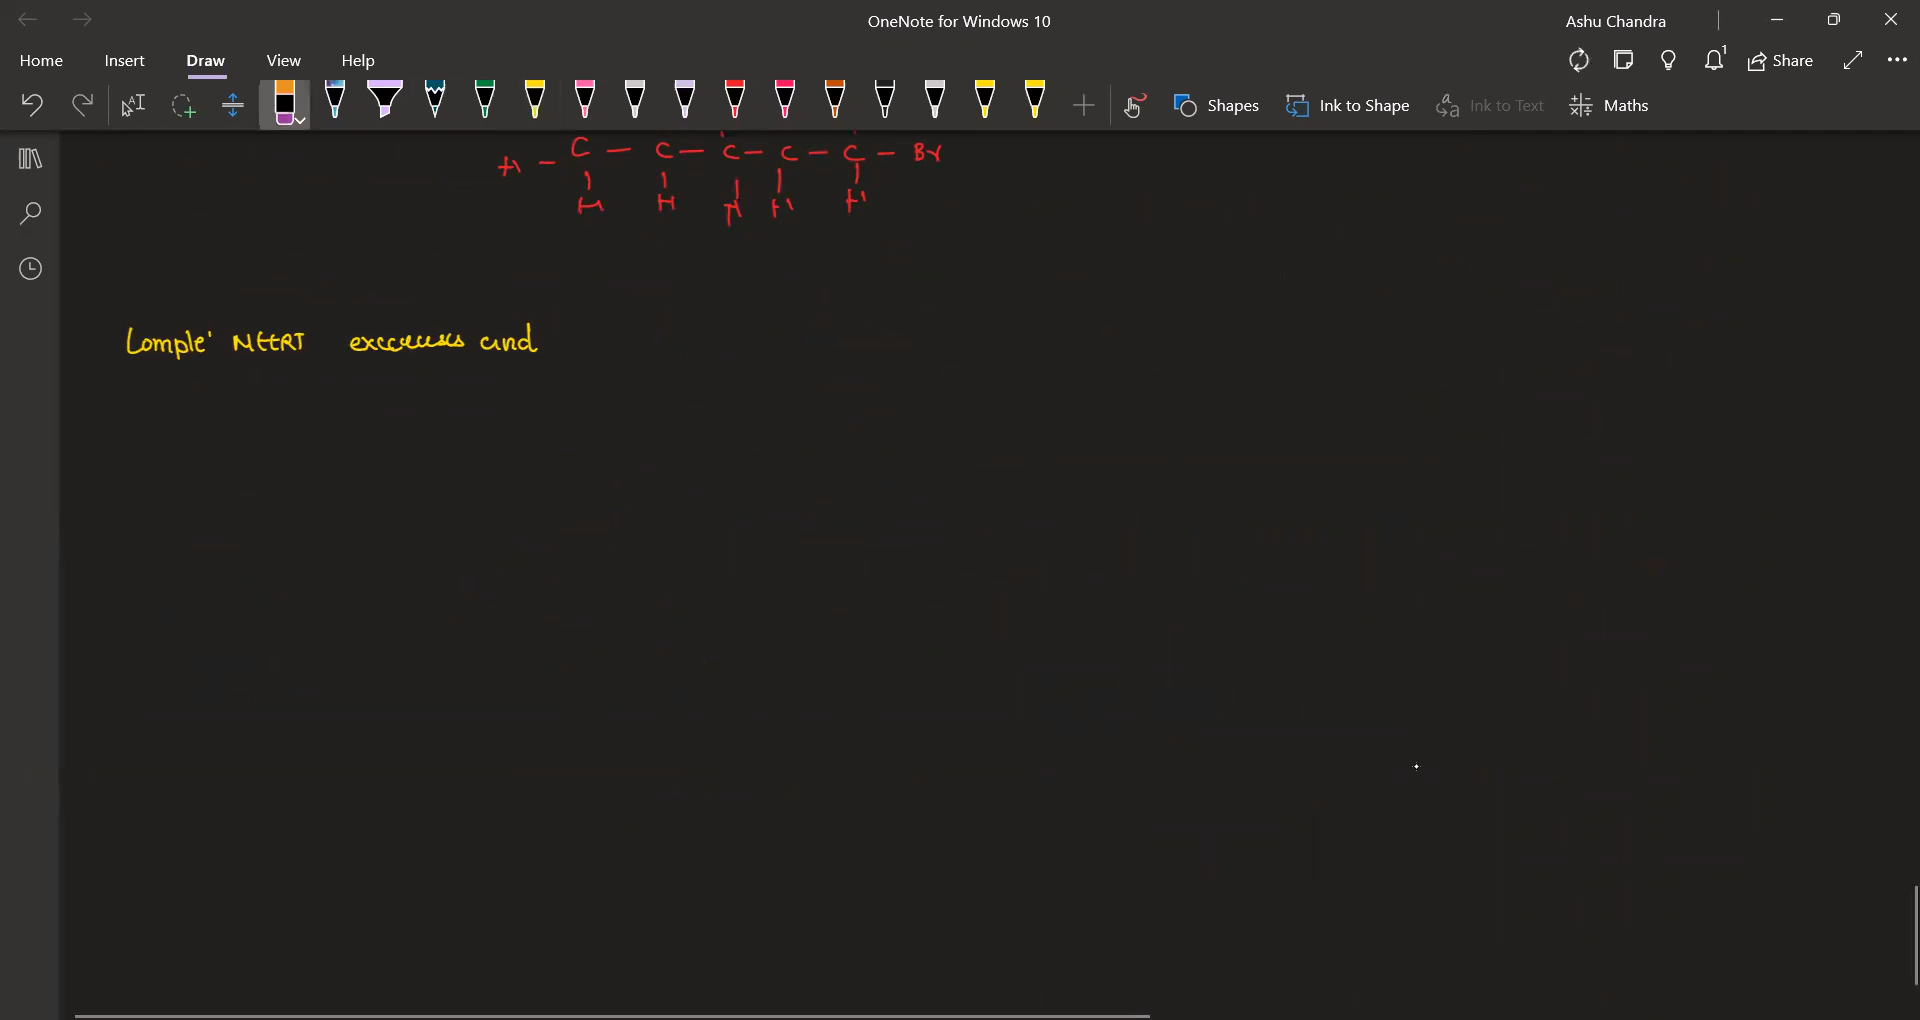 OneNote for Windows 10
Ashu Chandra
Home Insert Draw View Help
1 Share
Shapes Ink to Shape Ink to Text Maths
H - C - C - C - C - C - Br
H H H H H
Comple' NCERT and